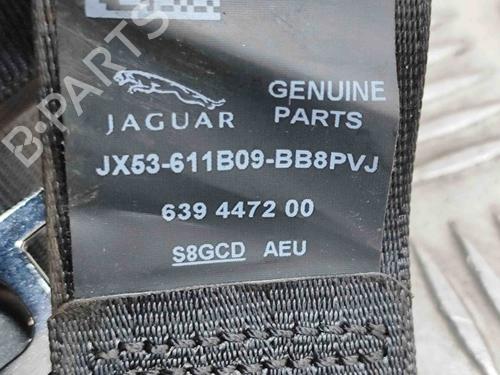 B-PARTS
JAGUAR
GENUINE
PARTS
JX53-611B09-BB8PVJ
639 4472 00
S8GCD AEU